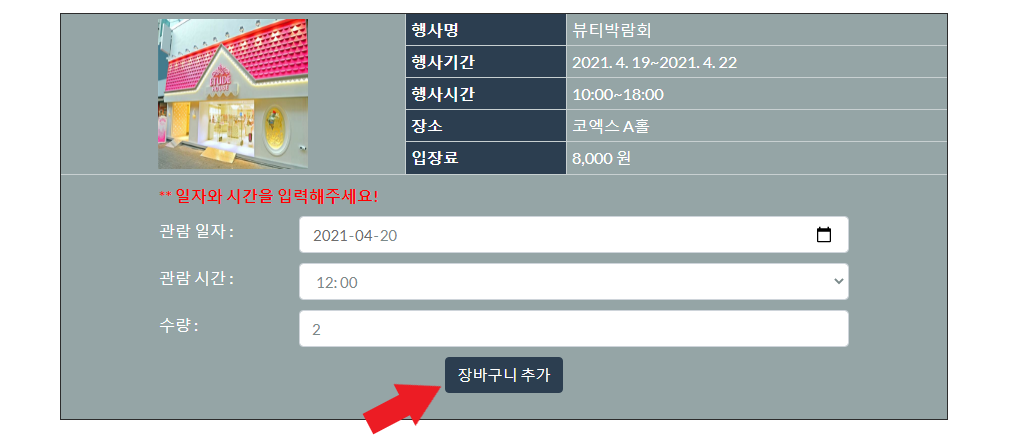 행사명 뷰티박람회
행사기간 2021. 4. 19~2021. 4. 22
행사시간 10:00~18:00
장소 코엑스 A홀
입장료 8,000 원
** 일자와 시간을 입력해주세요!
관람 일자 : 2021-04-20
관람 시간 : 12:00
수량 : 2
장바구니 추가